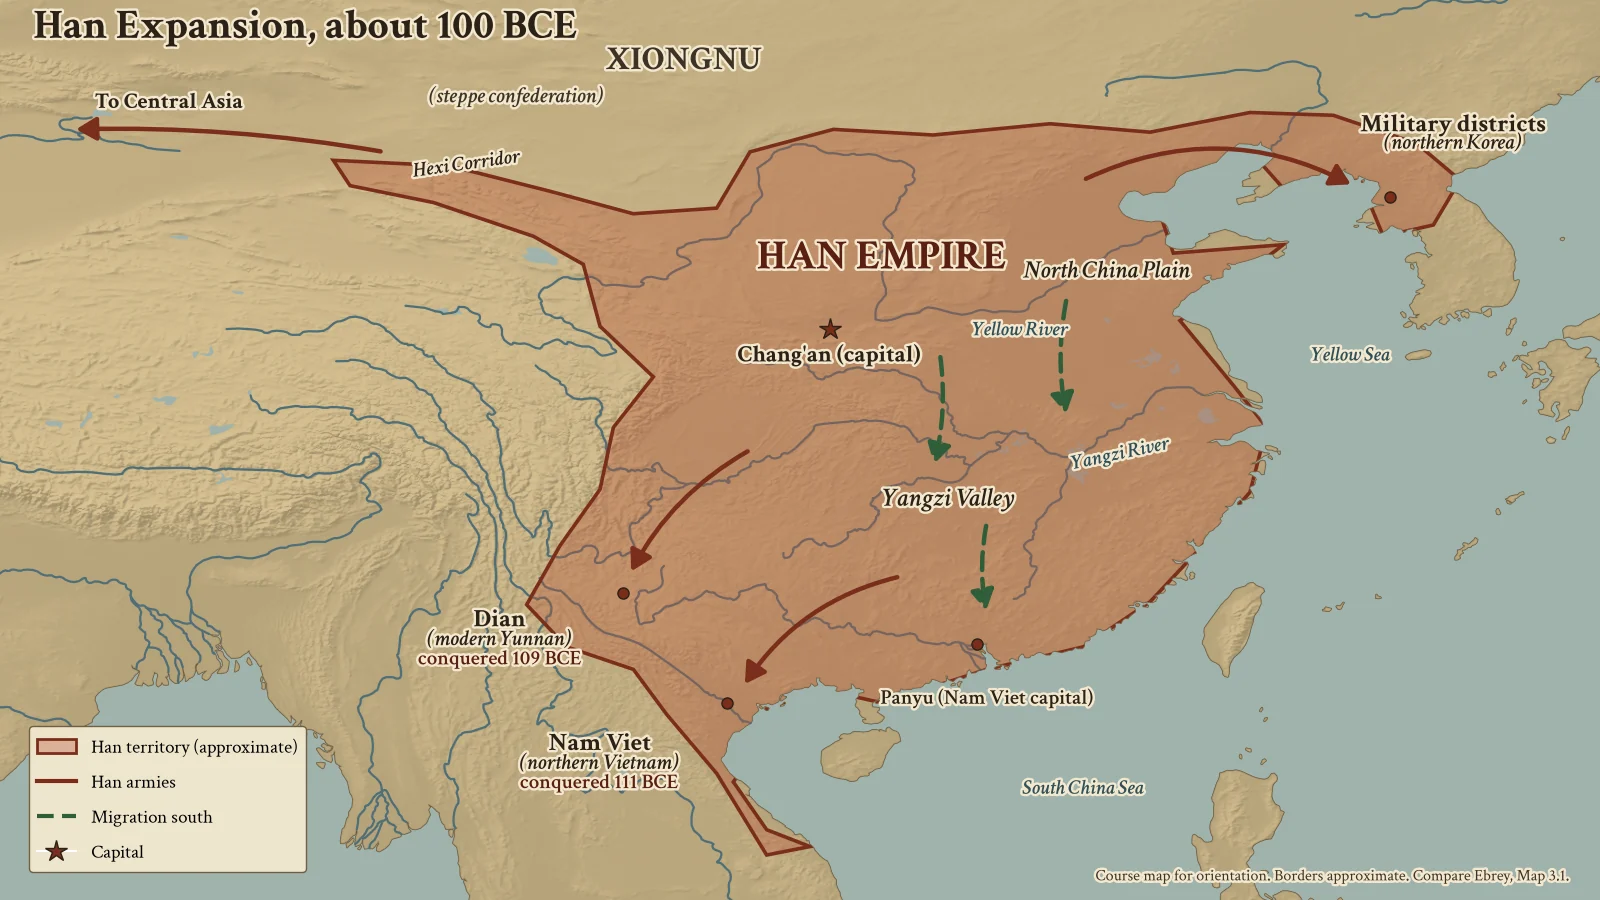 Han Expansion, about 100 BCE
XIONGNU
(steppe confederation)
To Central Asia
Hexi Corridor
Military districts
(northern Korea)
HAN EMPIRE
North China Plain
Yellow River
Chang'an (capital)
Yellow Sea
Yangzi River
Yangzi Valley
Dian
(modern Yunnan)
conquered 109 BCE
Panyu (Nam Viet capital)
Nam Viet
(northern Vietnam)
conquered 111 BCE
South China Sea
Han territory (approximate)
Han armies
Migration south
Capital
Course map for orientation. Borders approximate. Compare Ebrey, Map 3.1.